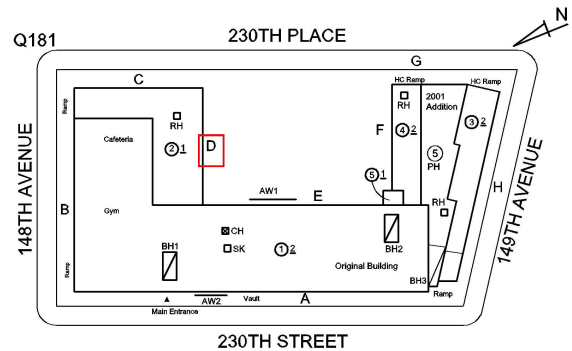 Q181
230TH PLACE
N
C
G
HC Ramp
HC Ramp
Ramp
RH
RH
2001
Addition
Cafeteria
2 1
D
F
4 2
3 2
5
PH
148TH AVENUE
B
Gym
5 1
AW1
E
RH
H
149TH AVENUE
CH
SK
1 2
BH1
BH2
Original Building
BH3
Ramp
Ramp
AW2
Vault
A
Main Entrance
230TH STREET